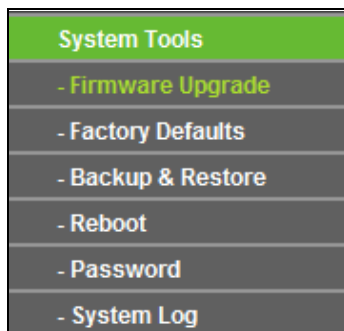 System Tools
- Firmware Upgrade
- Factory Defaults
- Backup & Restore
- Reboot
- Password
- System Log